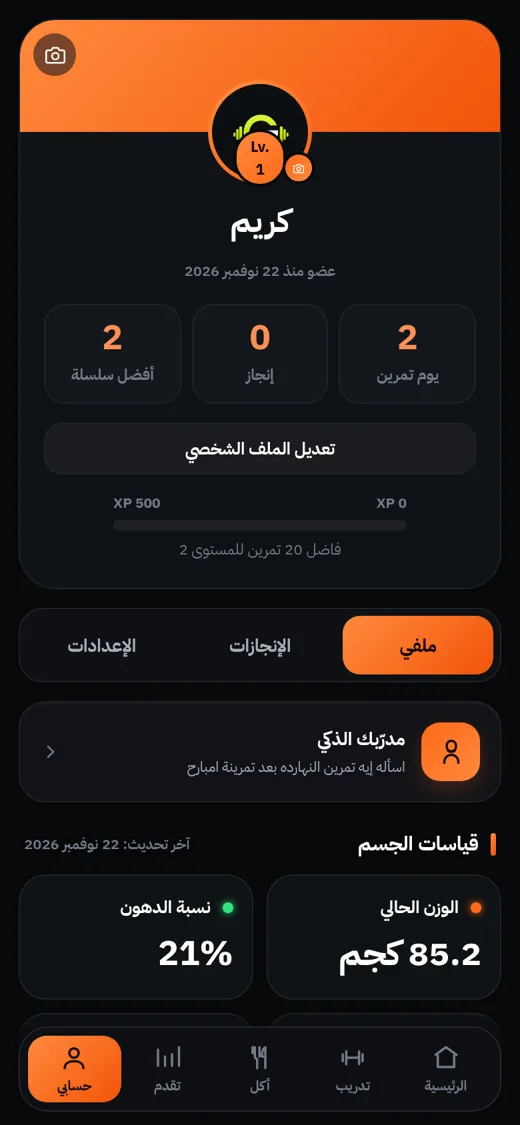 Lv.
1
كريم
عضو منذ 22 نوفمبر 2026
2
يوم تمرين
0
إنجاز
2
أفضل سلسلة
تعديل الملف الشخصي
0 XP
500 XP
فاضل 20 تمرين للمستوى 2
ملفي
الإنجازات
الإعدادات
مدرّبك الذكي
اسأله إيه تمرين النهارده بعد تمرينة امبارح
قياسات الجسم
آخر تحديث: 22 نوفمبر 2026
الوزن الحالي
85.2 كجم
نسبة الدهون
21%
الرئيسية
تدريب
أكل
تقدم
حسابي